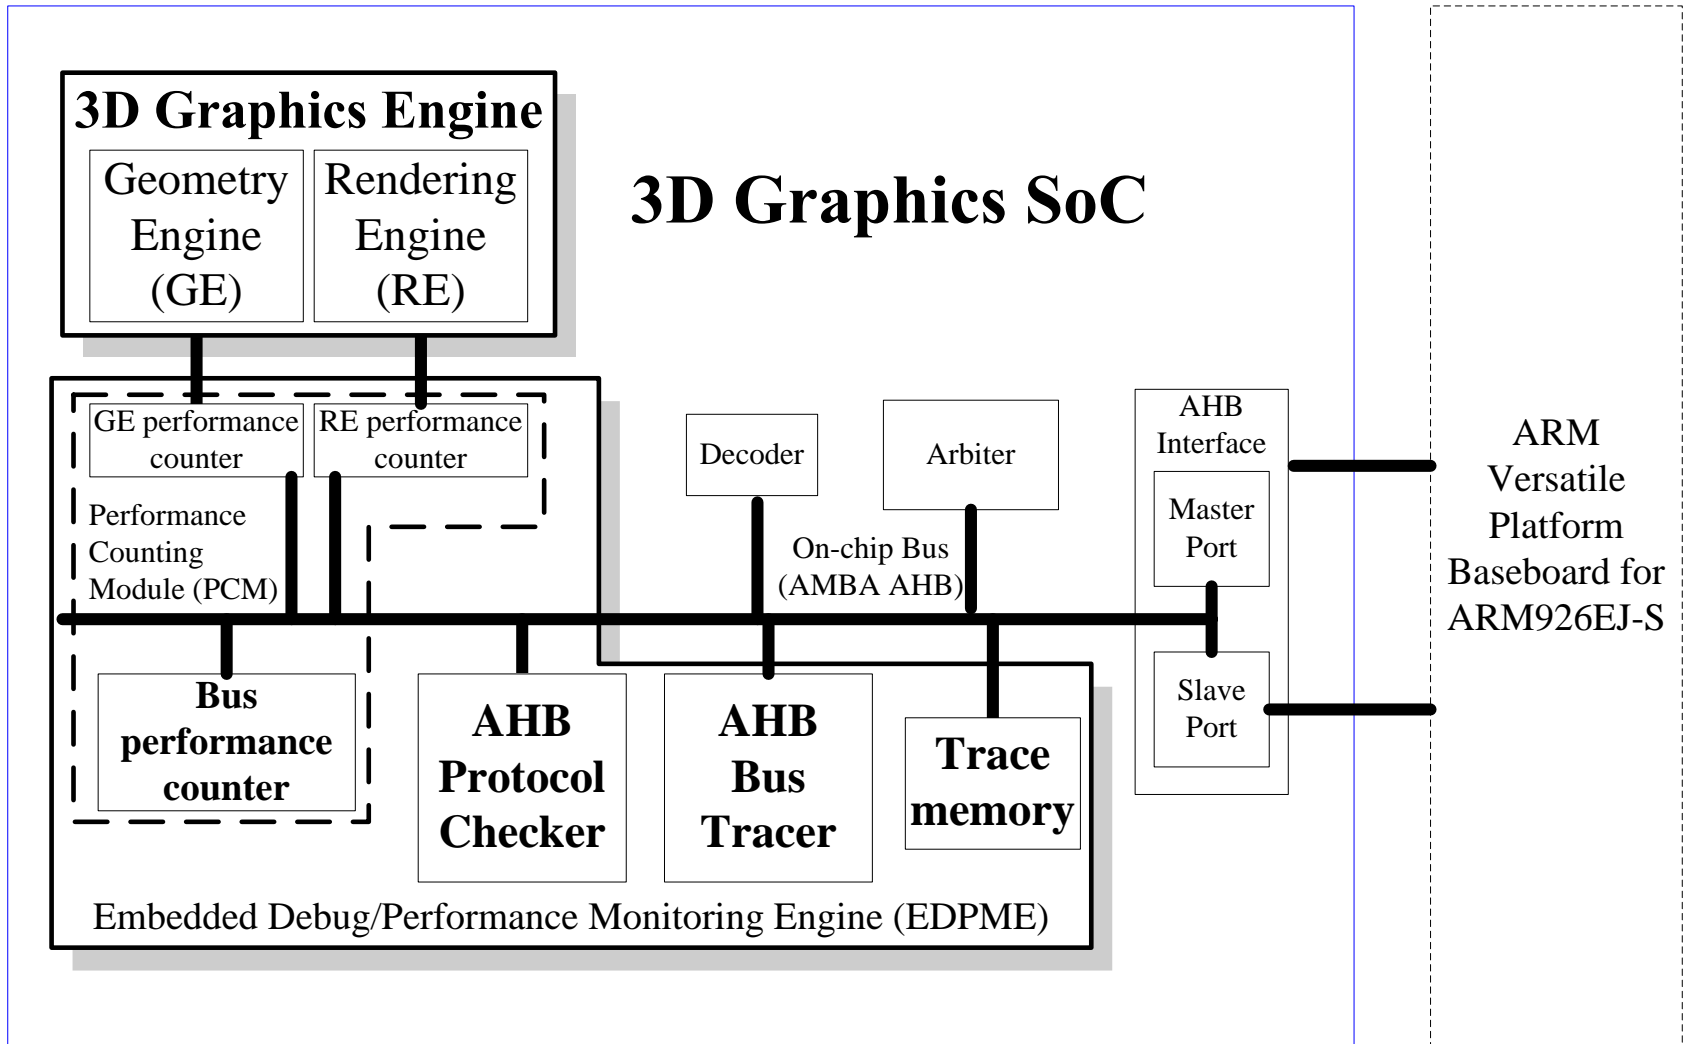 3D Graphics Engine
Geometry
Engine
(GE)
Rendering
Engine
(RE)
3D Graphics SoC
GE performance
counter
RE performance
counter
Performance
Counting
Module (PCM)
Decoder
Arbiter
On-chip Bus
(AMBA AHB)
AHB
Interface
Master
Port
Slave
Port
ARM
Versatile
Platform
Baseboard for
ARM926EJ-S
Bus
performance
counter
AHB
Protocol
Checker
AHB
Bus
Tracer
Trace
memory
Embedded Debug/Performance Monitoring Engine (EDPME)